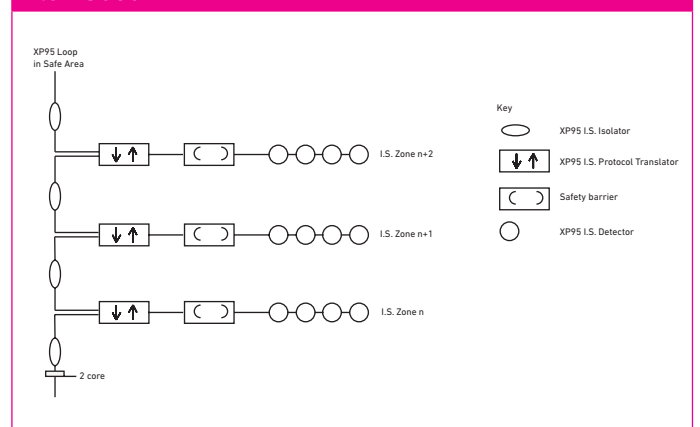 XP95 Loop
in Safe Area
Key
XP95 I.S. Isolator
I.S. Zone n+2
XP95 I.S. Protocol Translator
Safety barrier
I.S. Zone n+1
XP95 I.S. Detector
I.S. Zone n
2 core